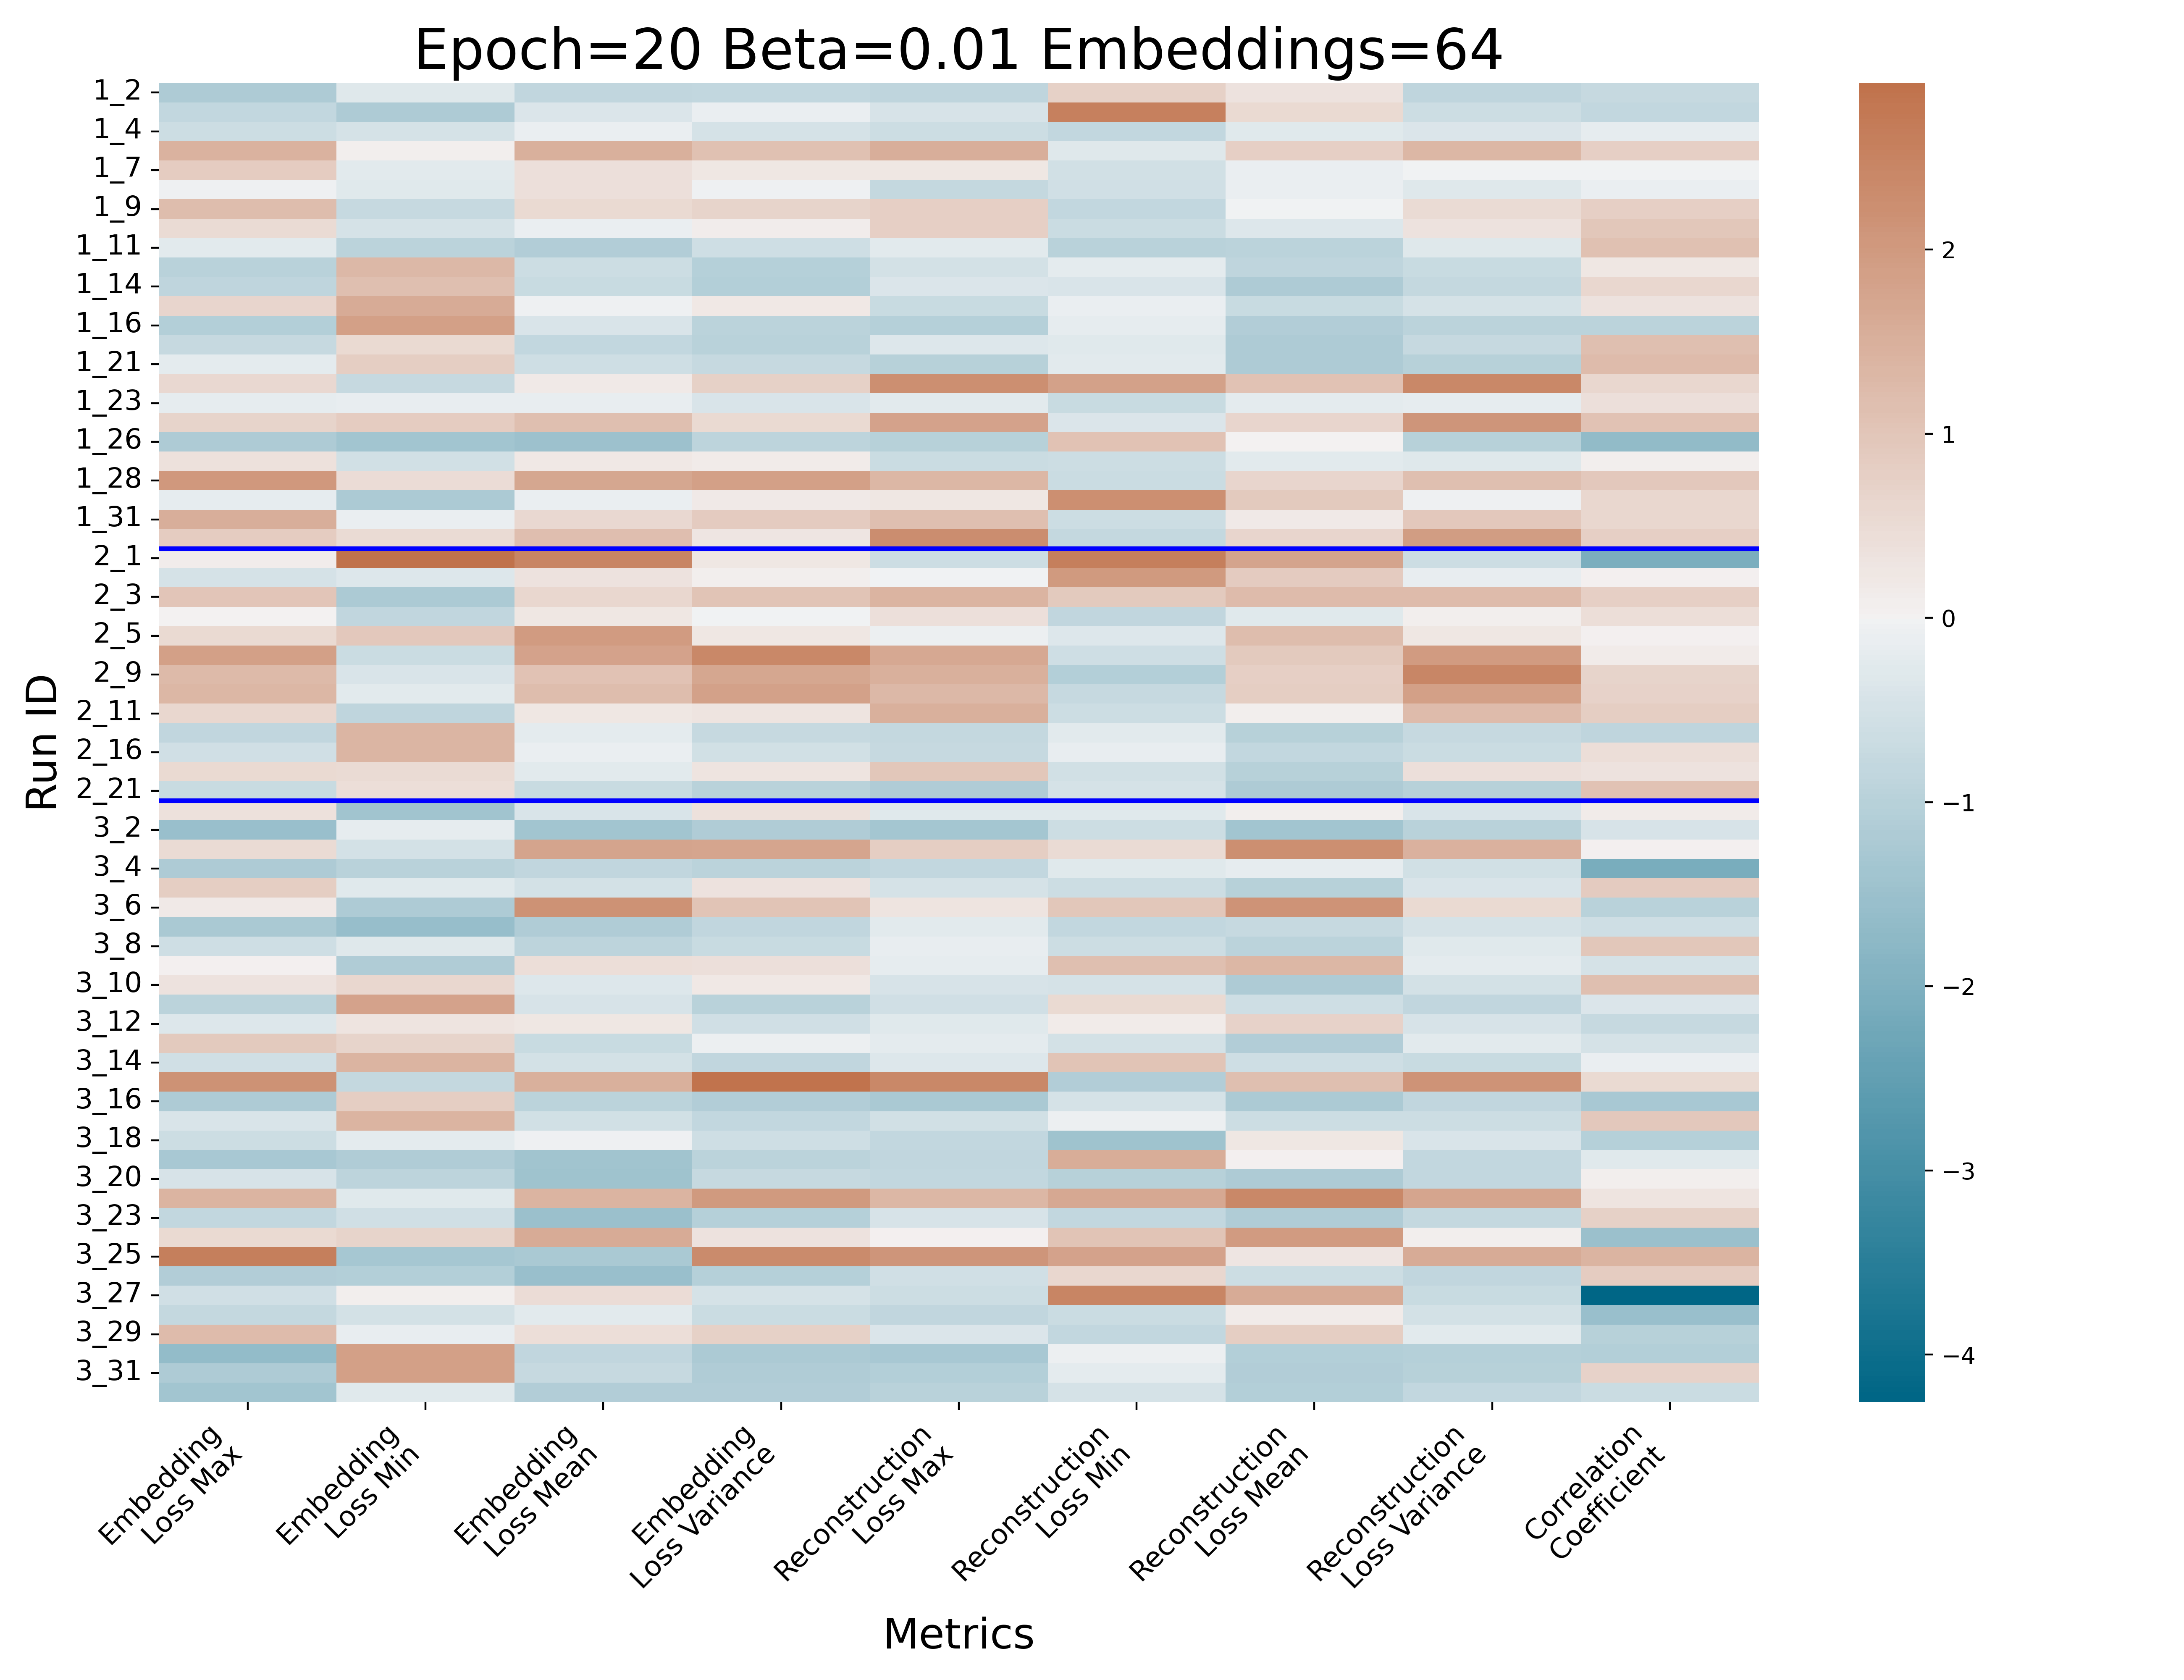 Epoch=20 Beta=0.01 Embeddings=64
Run ID
1_2
1_4
1_7
1_9
1_11
1_14
1_16
1_21
1_23
1_26
1_28
1_31
2_1
2_3
2_5
2_9
2_11
2_16
2_21
3_2
3_4
3_6
3_8
3_10
3_12
3_14
3_16
3_18
3_20
3_23
3_25
3_27
3_29
3_31
2
1
0
−1
−2
−3
−4
Embedding
Loss Max
Embedding
Loss Min
Embedding
Loss Mean
Embedding
Loss Variance
Reconstruction
Loss Max
Reconstruction
Loss Min
Reconstruction
Loss Mean
Reconstruction
Loss Variance
Correlation
Coefficient
Metrics